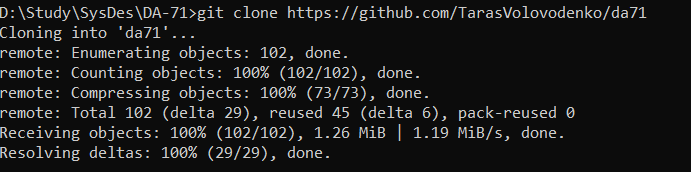 D:\Study\SysDes\DA-71>git clone https://github.com/TarasVolovodenko/da71
Cloning into 'da71'...
remote: Enumerating objects: 102, done.
remote: Counting objects: 100% (102/102), done.
remote: Compressing objects: 100% (73/73), done.
remote: Total 102 (delta 29), reused 45 (delta 6), pack-reused 0
Receiving objects: 100% (102/102), 1.26 MiB | 1.19 MiB/s, done.
Resolving deltas: 100% (29/29), done.